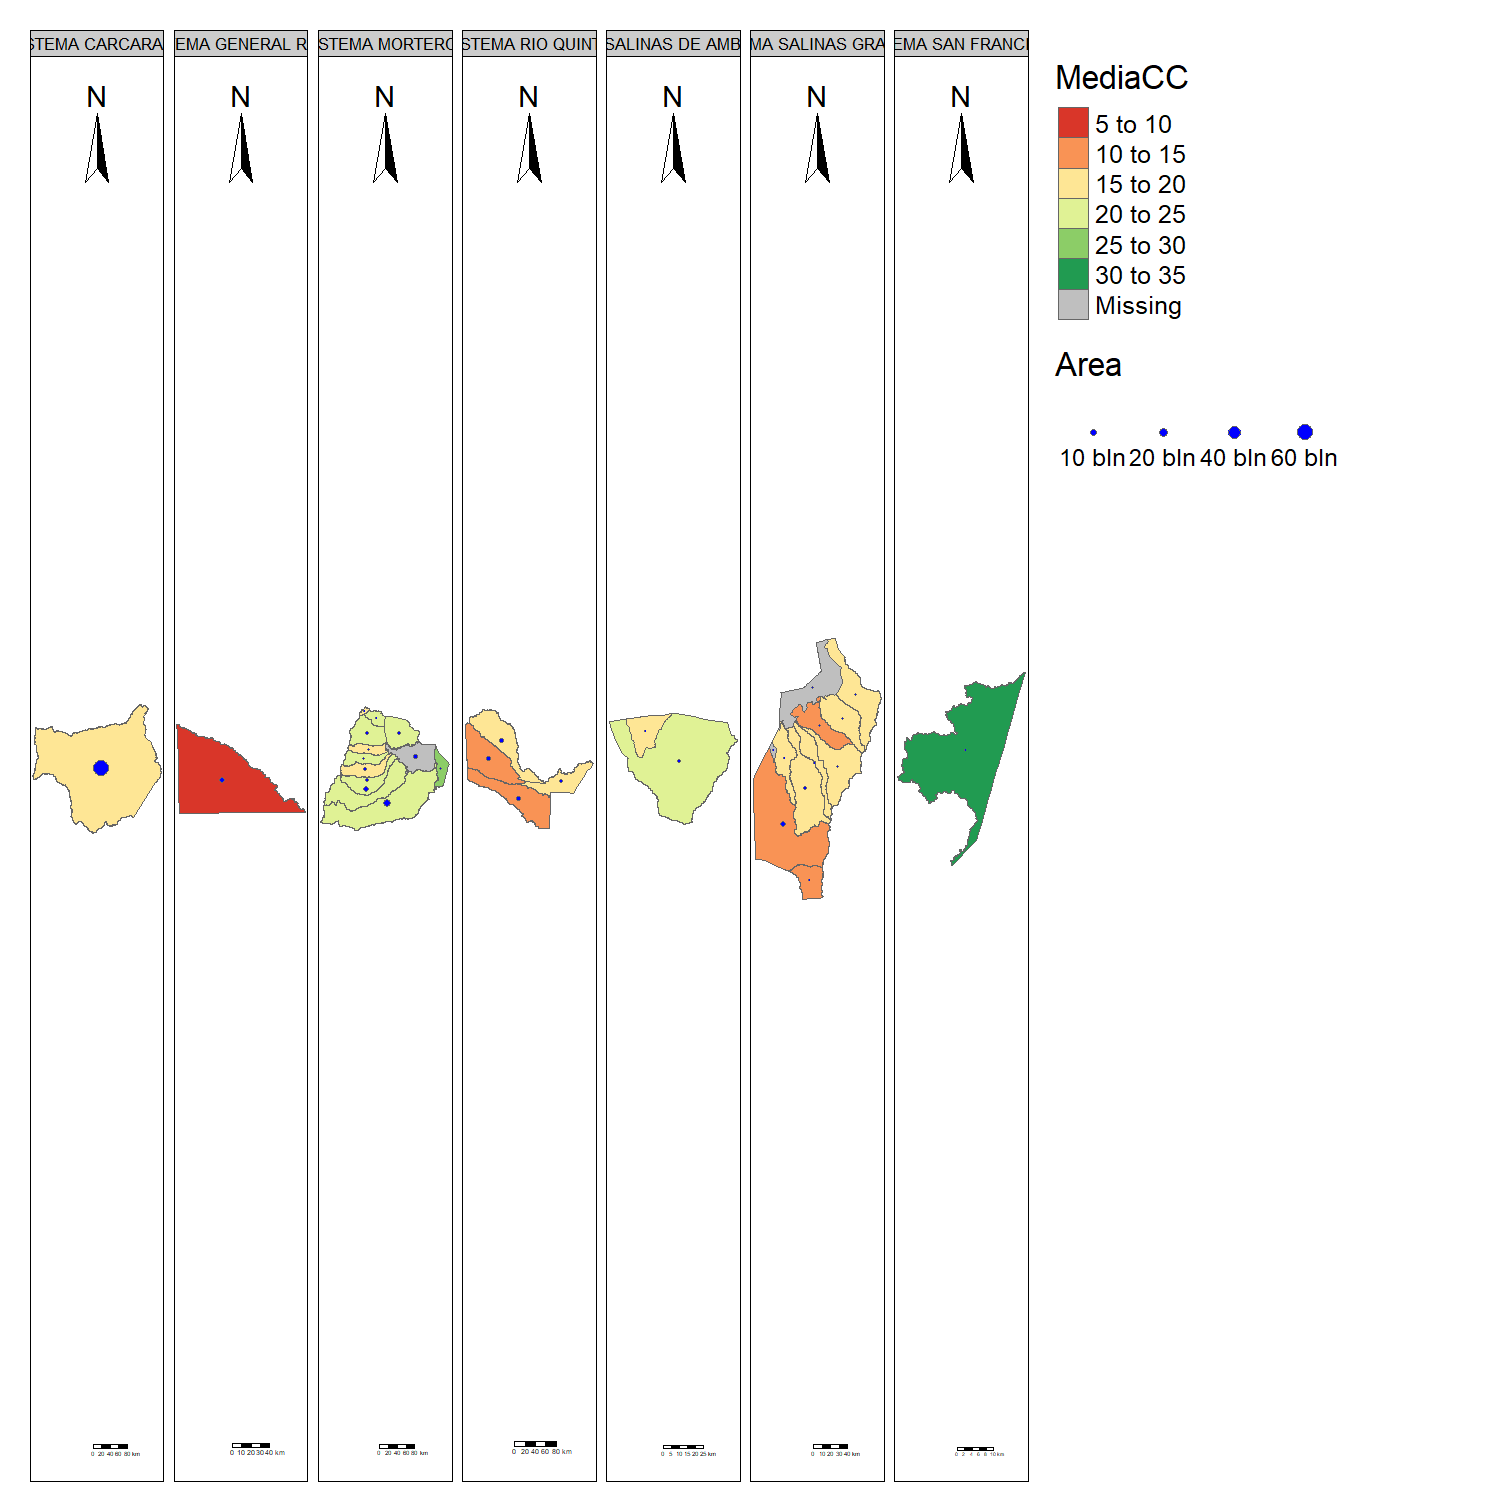 STEMA CARCARA
EMA GENERAL R
STEMA MORTERO
STEMA RIO QUINT
SALINAS DE AMB
MA SALINAS GRA
EMA SAN FRANCI
N
N
N
N
N
N
N
MediaCC
5 to 10
10 to 15
15 to 20
20 to 25
25 to 30
30 to 35
Missing
Area
10 bln 20 bln 40 bln 60 bln
0 20 40 60 80 km
0 10 20 30 40 km
0 20 40 60 80 km
0 20 40 60 80 km
0 5 10 15 20 25 km
0 10 20 30 40 km
0 2 4 6 8 10 km